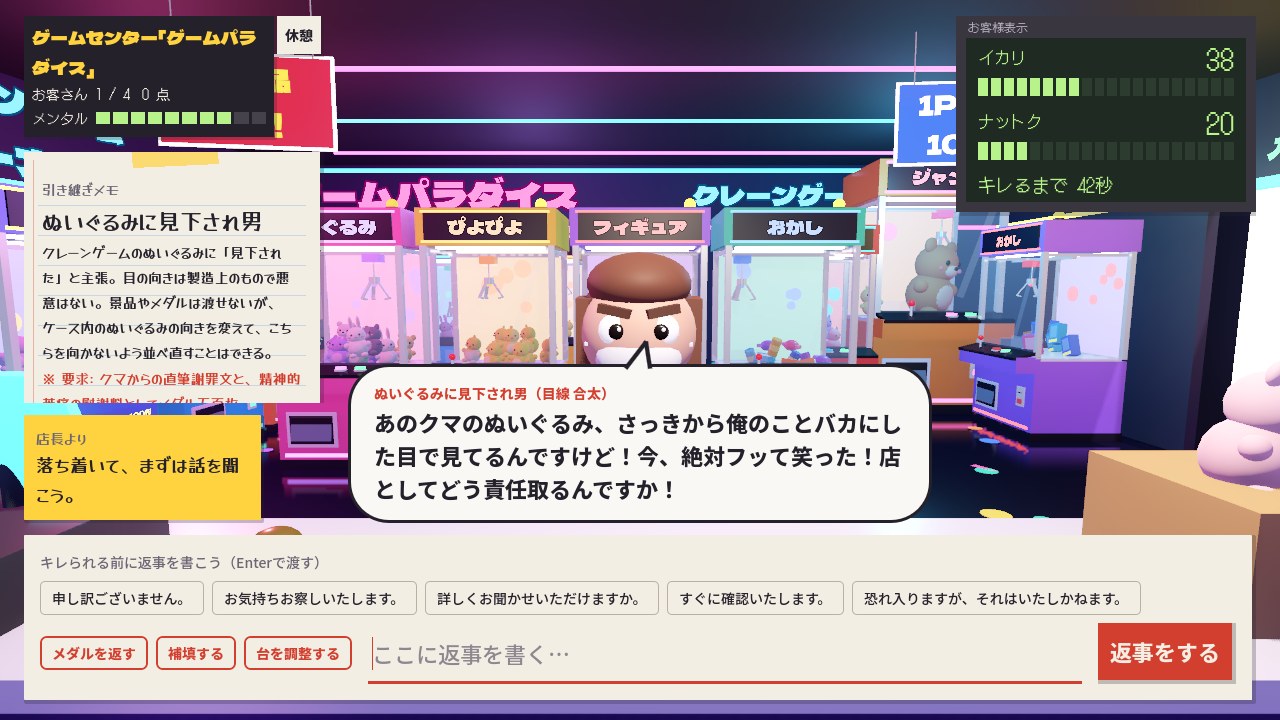 ゲームセンター「ゲームパラ
ダイス」
休憩
お客さん 1/40点
メンタル
引き継ぎメモ
ぬいぐるみに見下され男
クレーンゲームのぬいぐるみに「見下され
た」と主張。目の向きは製造上のもので悪
意はない。景品やメダルは渡せないが、
ケース内のぬいぐるみの向きを変えて、こち
らを向かないよう並べ直すことはできる。
※ 要求: クマからの直筆謝罪文と、精神的
店長より
落ち着いて、まずは話を聞
こう。
お客様表示
イカリ 38
ナットク 20
キレるまで 42秒
1P
ームパラダイス
クレーンゲー
ジャン
ぐるみ
ぴよぴよ
フィギュア
おかし
おかし
ぬいぐるみに見下され男(目線 合太)
あのクマのぬいぐるみ、さっきから俺のことバカにし
た目で見てるんですけど!今、絶対フッて笑った!店
としてどう責任取るんですか!
キレられる前に返事を書こう(Enterで渡す)
申し訳ございません。
お気持ちお察しいたします。
詳しくお聞かせいただけますか。
すぐに確認いたします。
恐れ入りますが、それはいたしかねます。
メダルを返す
補填する
台を調整する
ここに返事を書く…
返事をする